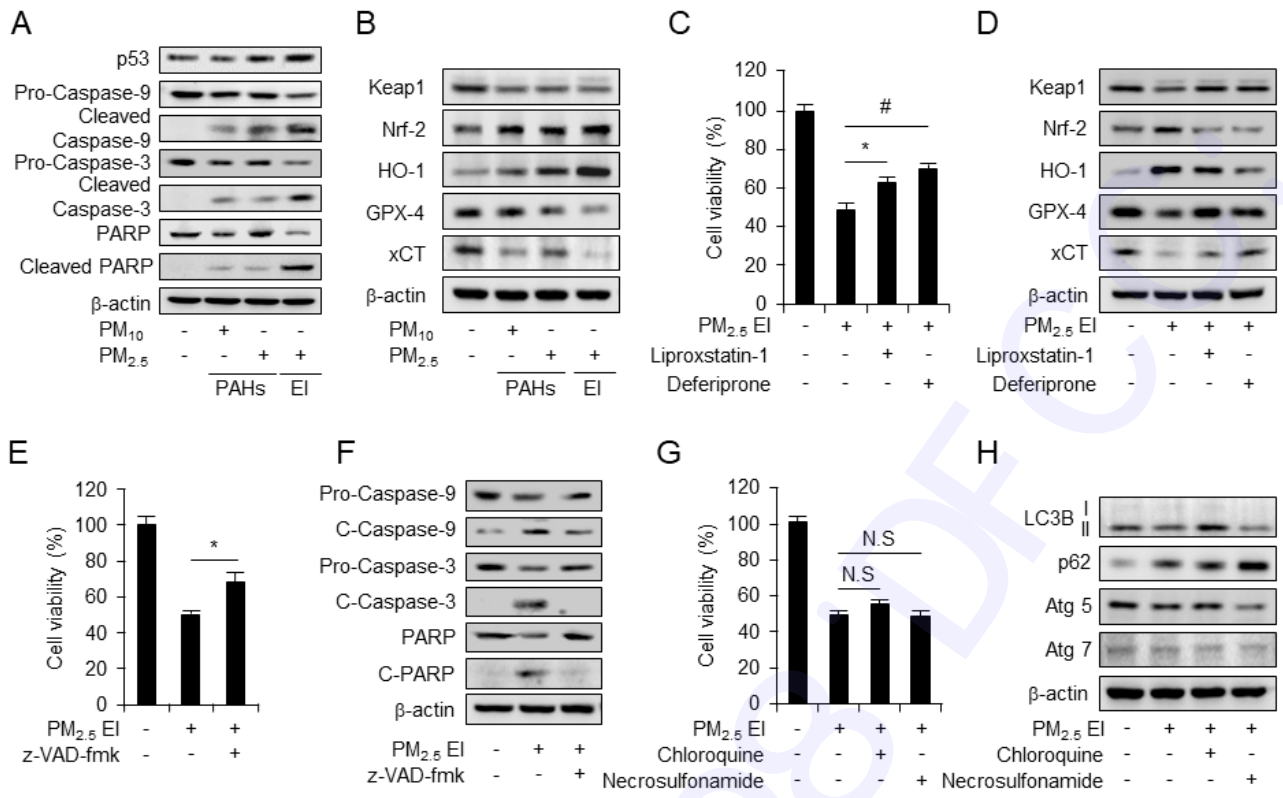 A
p53
Pro-Caspase-9
Cleaved
Caspase-9
Pro-Caspase-3
Cleaved
Caspase-3
PARP
Cleaved PARP
β-actin
PM10 - + - -
PM2.5 - - + +
PAHs EI
B
Keap1
Nrf-2
HO-1
GPX-4
xCT
β-actin
PM10 - + - -
PM2.5 - - + +
PAHs EI
C
Cell viability (%)
120
100
80
60
40
20
0
#
*
PM2.5 EI - + + +
Liproxstatin-1 - - + -
Deferiprone - - - +
D
Keap1
Nrf-2
HO-1
GPX-4
xCT
β-actin
PM2.5 EI - + + +
Liproxstatin-1 - - + -
Deferiprone - - - +
E
Cell viability (%)
120
100
80
60
40
20
0
*
PM2.5 EI - + +
z-VAD-fmk - - +
F
Pro-Caspase-9
C-Caspase-9
Pro-Caspase-3
C-Caspase-3
PARP
C-PARP
β-actin
PM2.5 EI - + +
z-VAD-fmk - - +
G
Cell viability (%)
120
100
80
60
40
20
0
N.S
N.S
PM2.5 EI - + + +
Chloroquine - - + -
Necrosulfonamide - - - +
H
LC3B I
II
p62
Atg 5
Atg 7
β-actin
PM2.5 EI - + + +
Chloroquine - - + -
Necrosulfonamide - - - +